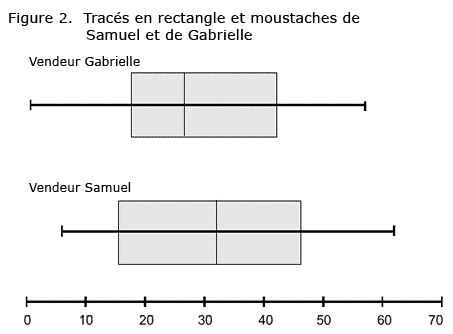 Figure 2. Tracés en rectangle et moustaches de
Samuel et de Gabrielle
Vendeur Gabrielle
Vendeur Samuel
0 10 20 30 40 50 60 70